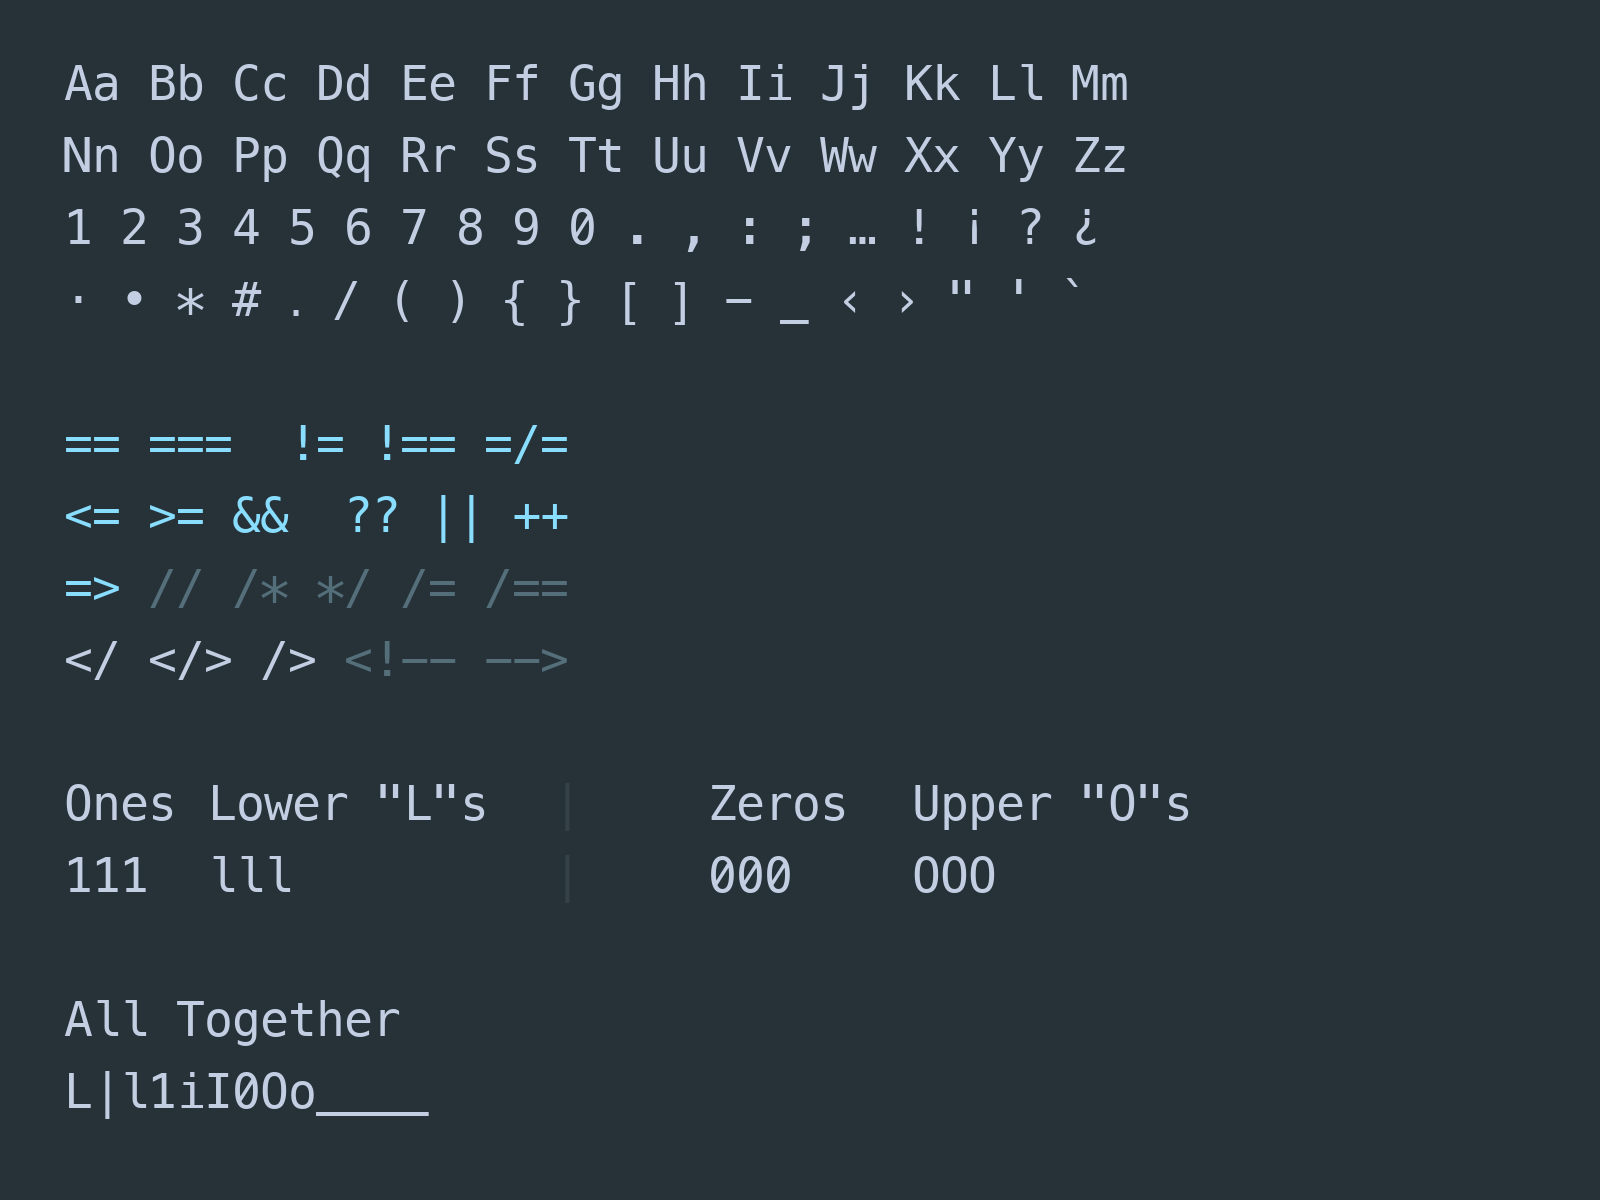 Aa Bb Cc Dd Ee Ff Gg Hh Ii Jj Kk Ll Mm
Nn Oo Pp Qq Rr Ss Tt Uu Vv Ww Xx Yy Zz
1 2 3 4 5 6 7 8 9 0 . , : ; … ! ¡ ? ¿
· • * # . / ( ) { } [ ] – _ ‹ › " ' `
== ===  != !== =/=
<= >= &&  ?? || ++
=> // /* */ /= /==
</ </> /> <!-- -->
Ones Lower "L"s | Zeros Upper "O"s
111 lll | 000 OOO
All Together
L|l1iI0Oo____